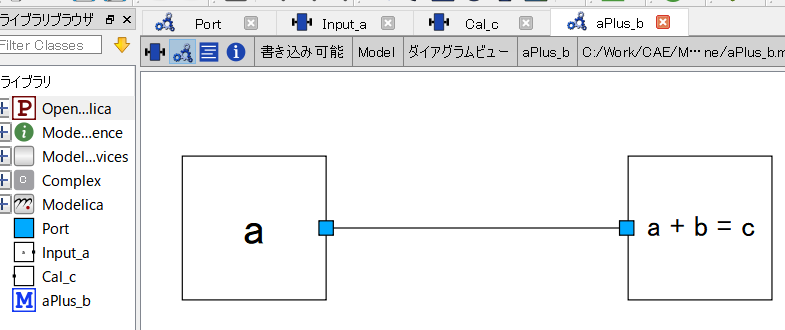 ライブラリブラウザ
Port
Input_a
Cal_c
aPlus_b
Filter Classes
書き込み可能
Model
ダイアグラムビュー
aPlus_b
C:/Work/CAE/M…ne/aPlus_b.m
ライブラリ
P
Open...lica
i
Mode...ence
Model...vices
C
Complex
m
Modelica
Port
a
Input_a
Cal_c
M
aPlus_b
a
a + b = c